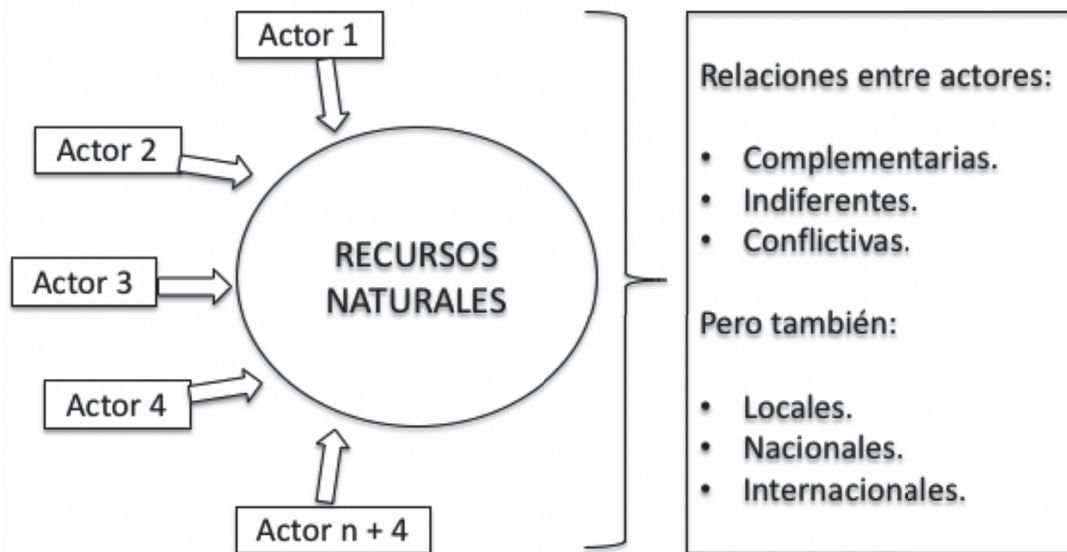 Actor 1
Actor 2
Actor 3
Actor 4
Actor n + 4
RECURSOS
NATURALES
Relaciones entre actores:
• Complementarias.
• Indiferentes.
• Conflictivas.
Pero también:
• Locales.
• Nacionales.
• Internacionales.